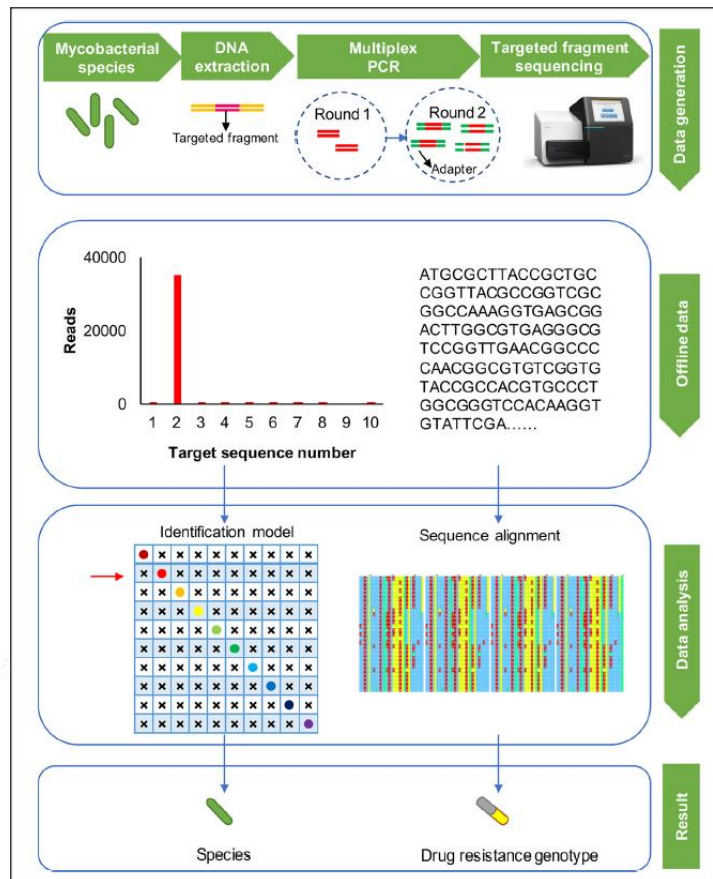 Mycobacterial
species
DNA
extraction
Multiplex
PCR
Targeted fragment
sequencing
Data generation
Targeted fragment
Round 1
Round 2
Adapter
Offline data
40000
20000
0
Reads
1 2 3 4 5 6 7 8 9 10
Target sequence number
ATGCGCTTACCGCTGC
CGGTTACGCCGGTCGC
GGCCAAAGGTGAGCGG
ACTTGGCGTGAGGGCG
TCCGGTTGAACGGCCC
CAACGGCGTGTCGGTG
TACCGCCACGTGCCCT
GGCGGGTCCACAAGGT
GTATTCGA......
Data analysis
Identification model
Sequence alignment
Result
Species
Drug resistance genotype